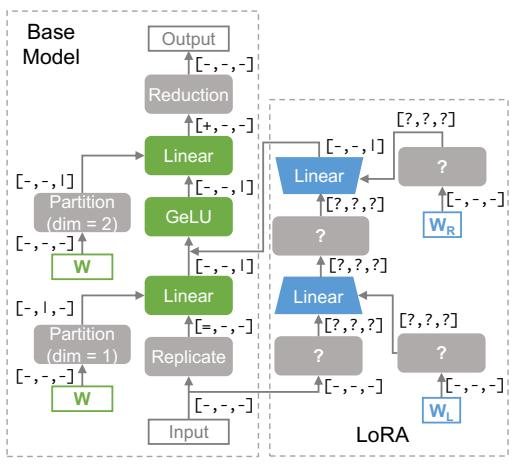 Base
Model
Output
[-,-,-]
Reduction
[+,-,-]
Linear
[-,-,|]
Partition
(dim = 2)
[-,-,|]
GeLU
[-,-,-]
W
[-,-,|]
Linear
[-,|,-]
Partition
(dim = 1)
[=,-,-]
Replicate
[-,-,-]
W
[-,-,-]
Input
[?,?,?]
[-,-,|]
Linear
?
[-,-,-]
W_R
[?,?,?]
?
[?,?,?]
Linear
[?,?,?]
[?,?,?]
?
?
[-,-,-]
[-,-,-]
W_L
LoRA